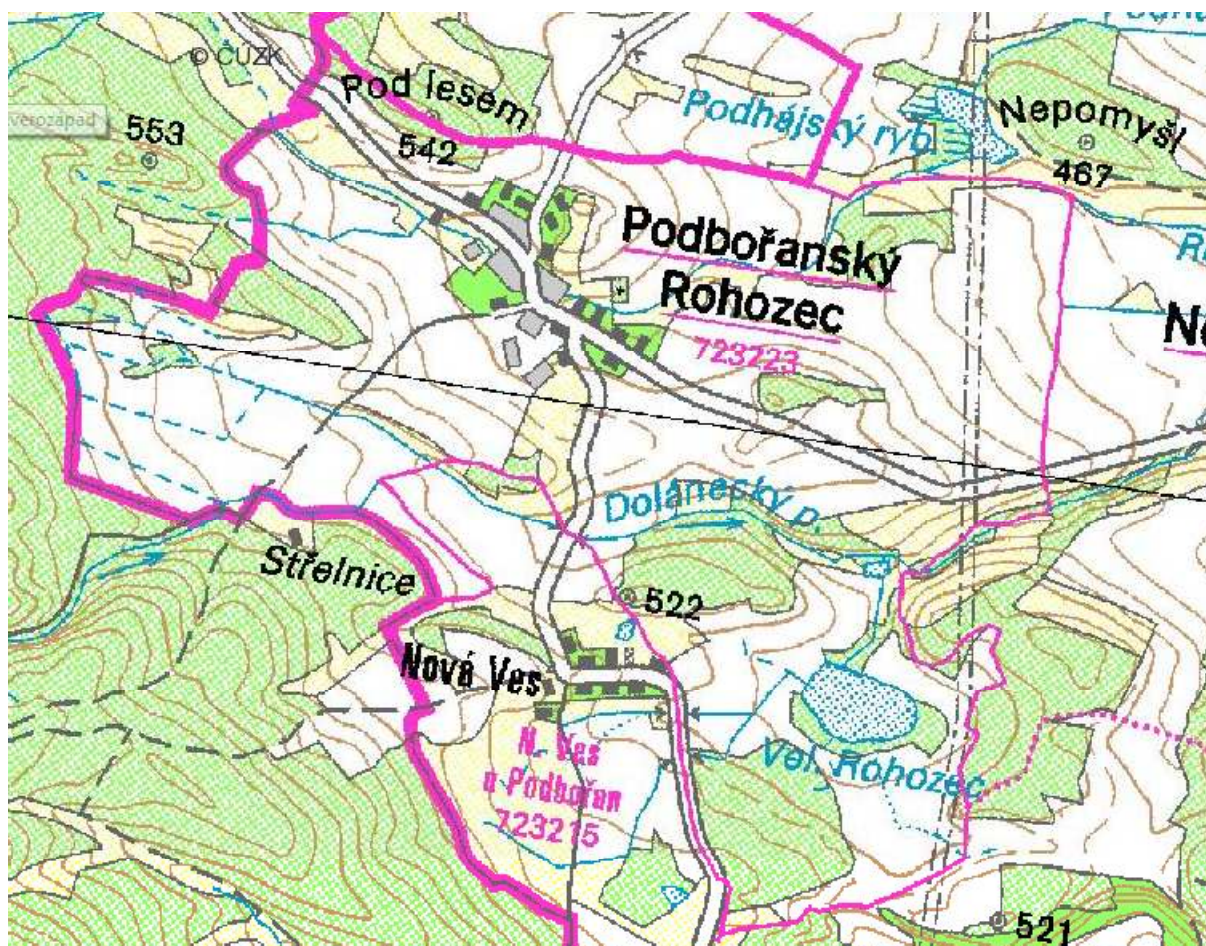 © ČÚZK
Pod lesem
Podhájský ryb.
Nepomyšl
verozápad
553
542
467
Podbořanský
Rohozec
723223
Dolánecký p.
Střelnice
522
Nová Ves
N. Ves
u Podbořan
723215
Vel. Rohozec
521